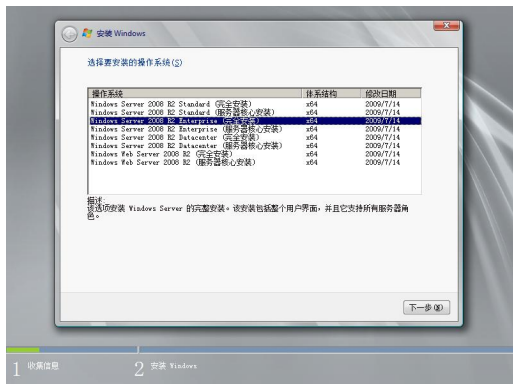 安装 Windows
选择要安装的操作系统(S)
操作系统 体系结构 修改日期
Windows Server 2008 R2 Standard (完全安装) x64 2009/7/14
Windows Server 2008 R2 Standard (服务器核心安装) x64 2009/7/14
Windows Server 2008 R2 Enterprise (完全安装) x64 2009/7/14
Windows Server 2008 R2 Enterprise (服务器核心安装) x64 2009/7/14
Windows Server 2008 R2 Datacenter (完全安装) x64 2009/7/14
Windows Server 2008 R2 Datacenter (服务器核心安装) x64 2009/7/14
Windows Web Server 2008 R2 (完全安装) x64 2009/7/14
Windows Web Server 2008 R2 (服务器核心安装) x64 2009/7/14
描述:
该选项安装 Windows Server 的完整安装。该安装包括整个用户界面，并且它支持所有服务器角
色。
下一步(N)
1 收集信息 2 安装 Windows